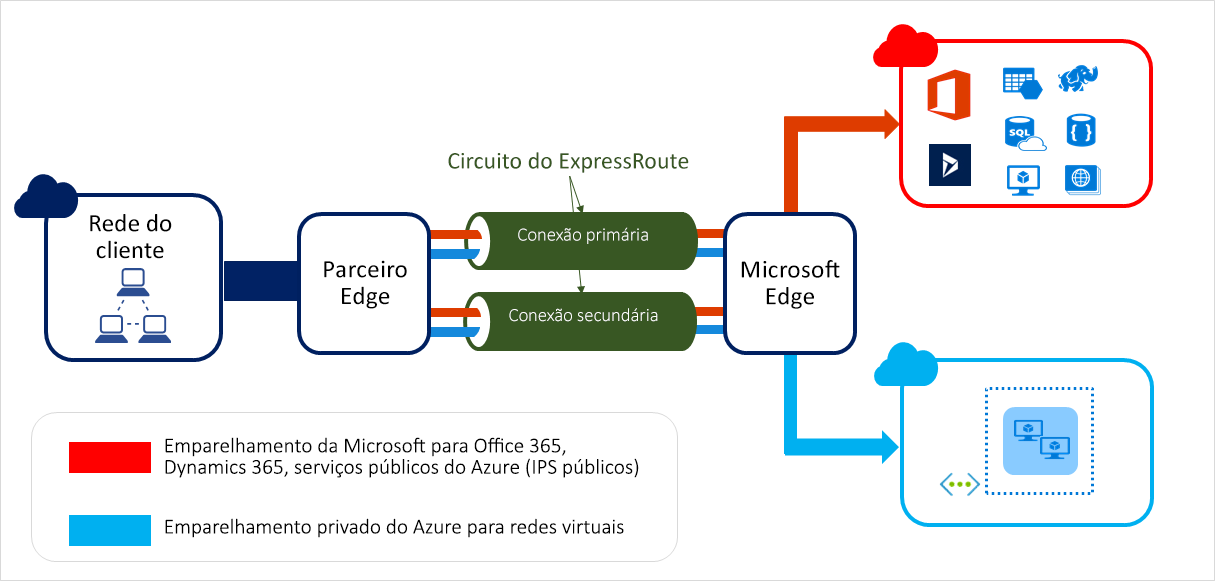 Circuito do ExpressRoute
Rede do
cliente
Parceiro
Edge
Conexão primária
Conexão secundária
Microsoft
Edge
SQL
Emparelhamento da Microsoft para Office 365,
Dynamics 365, serviços públicos do Azure (IPS públicos)
Emparelhamento privado do Azure para redes virtuais